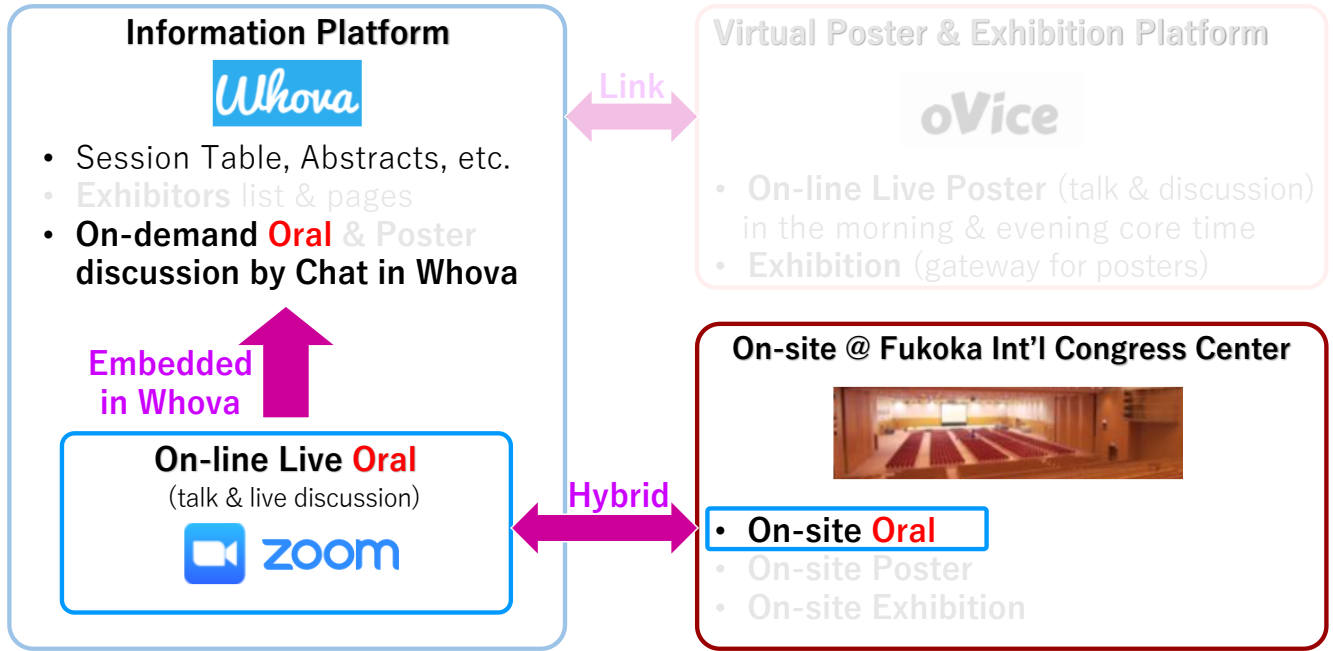 Information Platform
Whova
• Session Table, Abstracts, etc.
• Exhibitors list & pages
• On-demand Oral & Poster
discussion by Chat in Whova
Embedded
in Whova
On-line Live Oral
(talk & live discussion)
zoom
Link
Hybrid
Virtual Poster & Exhibition Platform
oVice
• On-line Live Poster (talk & discussion)
in the morning & evening core time
• Exhibition (gateway for posters)
On-site @ Fukoka Int’l Congress Center
• On-site Oral
• On-site Poster
• On-site Exhibition